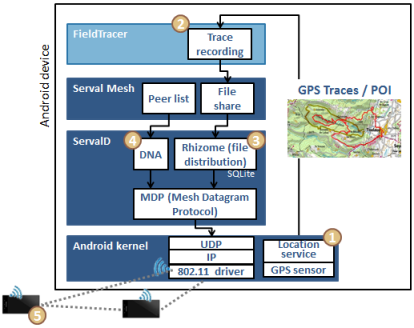 Android device
FieldTracer
2
Trace
recording
GPS Traces / POI
Serval Mesh
Peer list
File
share
ServalD
4
DNA
3
Rhizome (file
distribution)
SQLite
MDP (Mesh Datagram
Protocol)
Android kernel
UDP
IP
802.11 driver
1
Location
service
GPS sensor
5